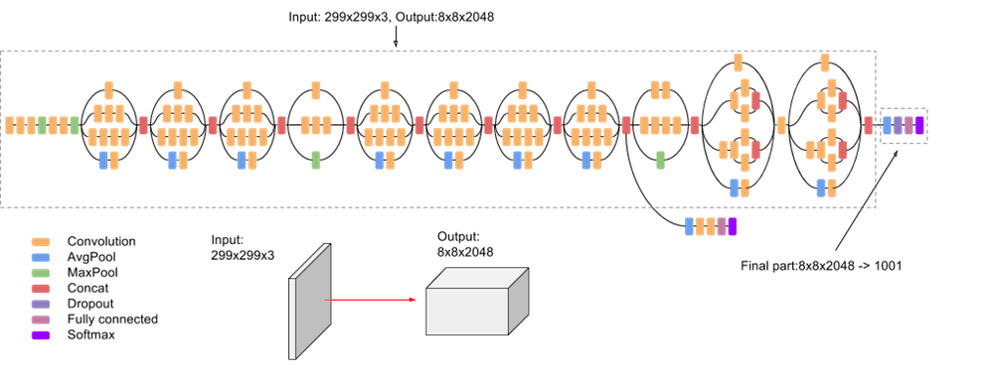 Input: 299x299x3, Output:8x8x2048
Convolution
AvgPool
MaxPool
Concat
Dropout
Fully connected
Softmax
Input:
299x299x3
Output:
8x8x2048
Final part:8x8x2048 -> 1001